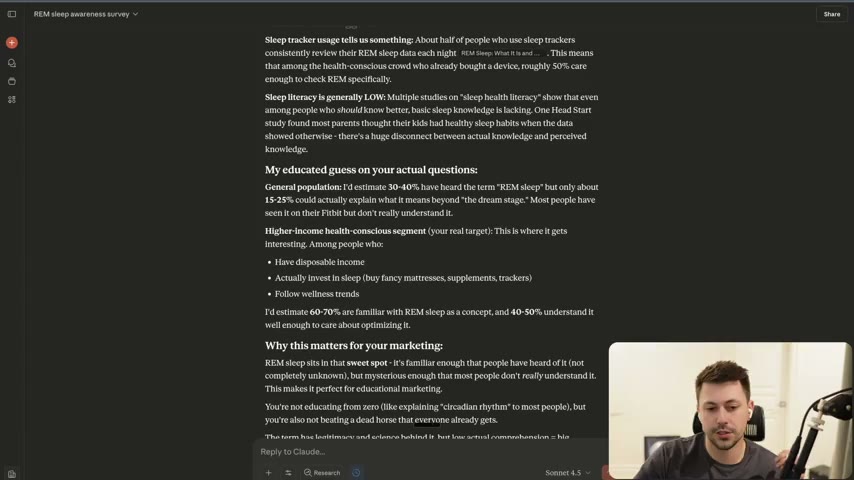 REM sleep awareness survey
Share
Sleep tracker usage tells us something: About half of people who use sleep trackers
consistently review their REM sleep data each night REM Sleep: What It Is and ... . This means
that among the health-conscious crowd who already bought a device, roughly 50% care
enough to check REM specifically.
Sleep literacy is generally LOW: Multiple studies on "sleep health literacy" show that even
among people who should know better, basic sleep knowledge is lacking. One Head Start
study found most parents thought their kids had healthy sleep habits when the data
showed otherwise - there's a huge disconnect between actual knowledge and perceived
knowledge.
My educated guess on your actual questions:
General population: I'd estimate 30-40% have heard the term "REM sleep" but only about
15-25% could actually explain what it means beyond "the dream stage." Most people have
seen it on their Fitbit but don't really understand it.
Higher-income health-conscious segment (your real target): This is where it gets
interesting. Among people who:
• Have disposable income
• Actually invest in sleep (buy fancy mattresses, supplements, trackers)
• Follow wellness trends
I'd estimate 60-70% are familiar with REM sleep as a concept, and 40-50% understand it
well enough to care about optimizing it.
Why this matters for your marketing:
REM sleep sits in that sweet spot - it's familiar enough that people have heard of it (not
completely unknown), but mysterious enough that most people don't really understand it.
This makes it perfect for educational marketing.
You're not educating from zero (like explaining "circadian rhythm" to most people), but
you're also not beating a dead horse that everyone already gets.
The term has legitimacy and science behind it, but low actual comprehension = big
Reply to Claude...
Research
Sonnet 4.5